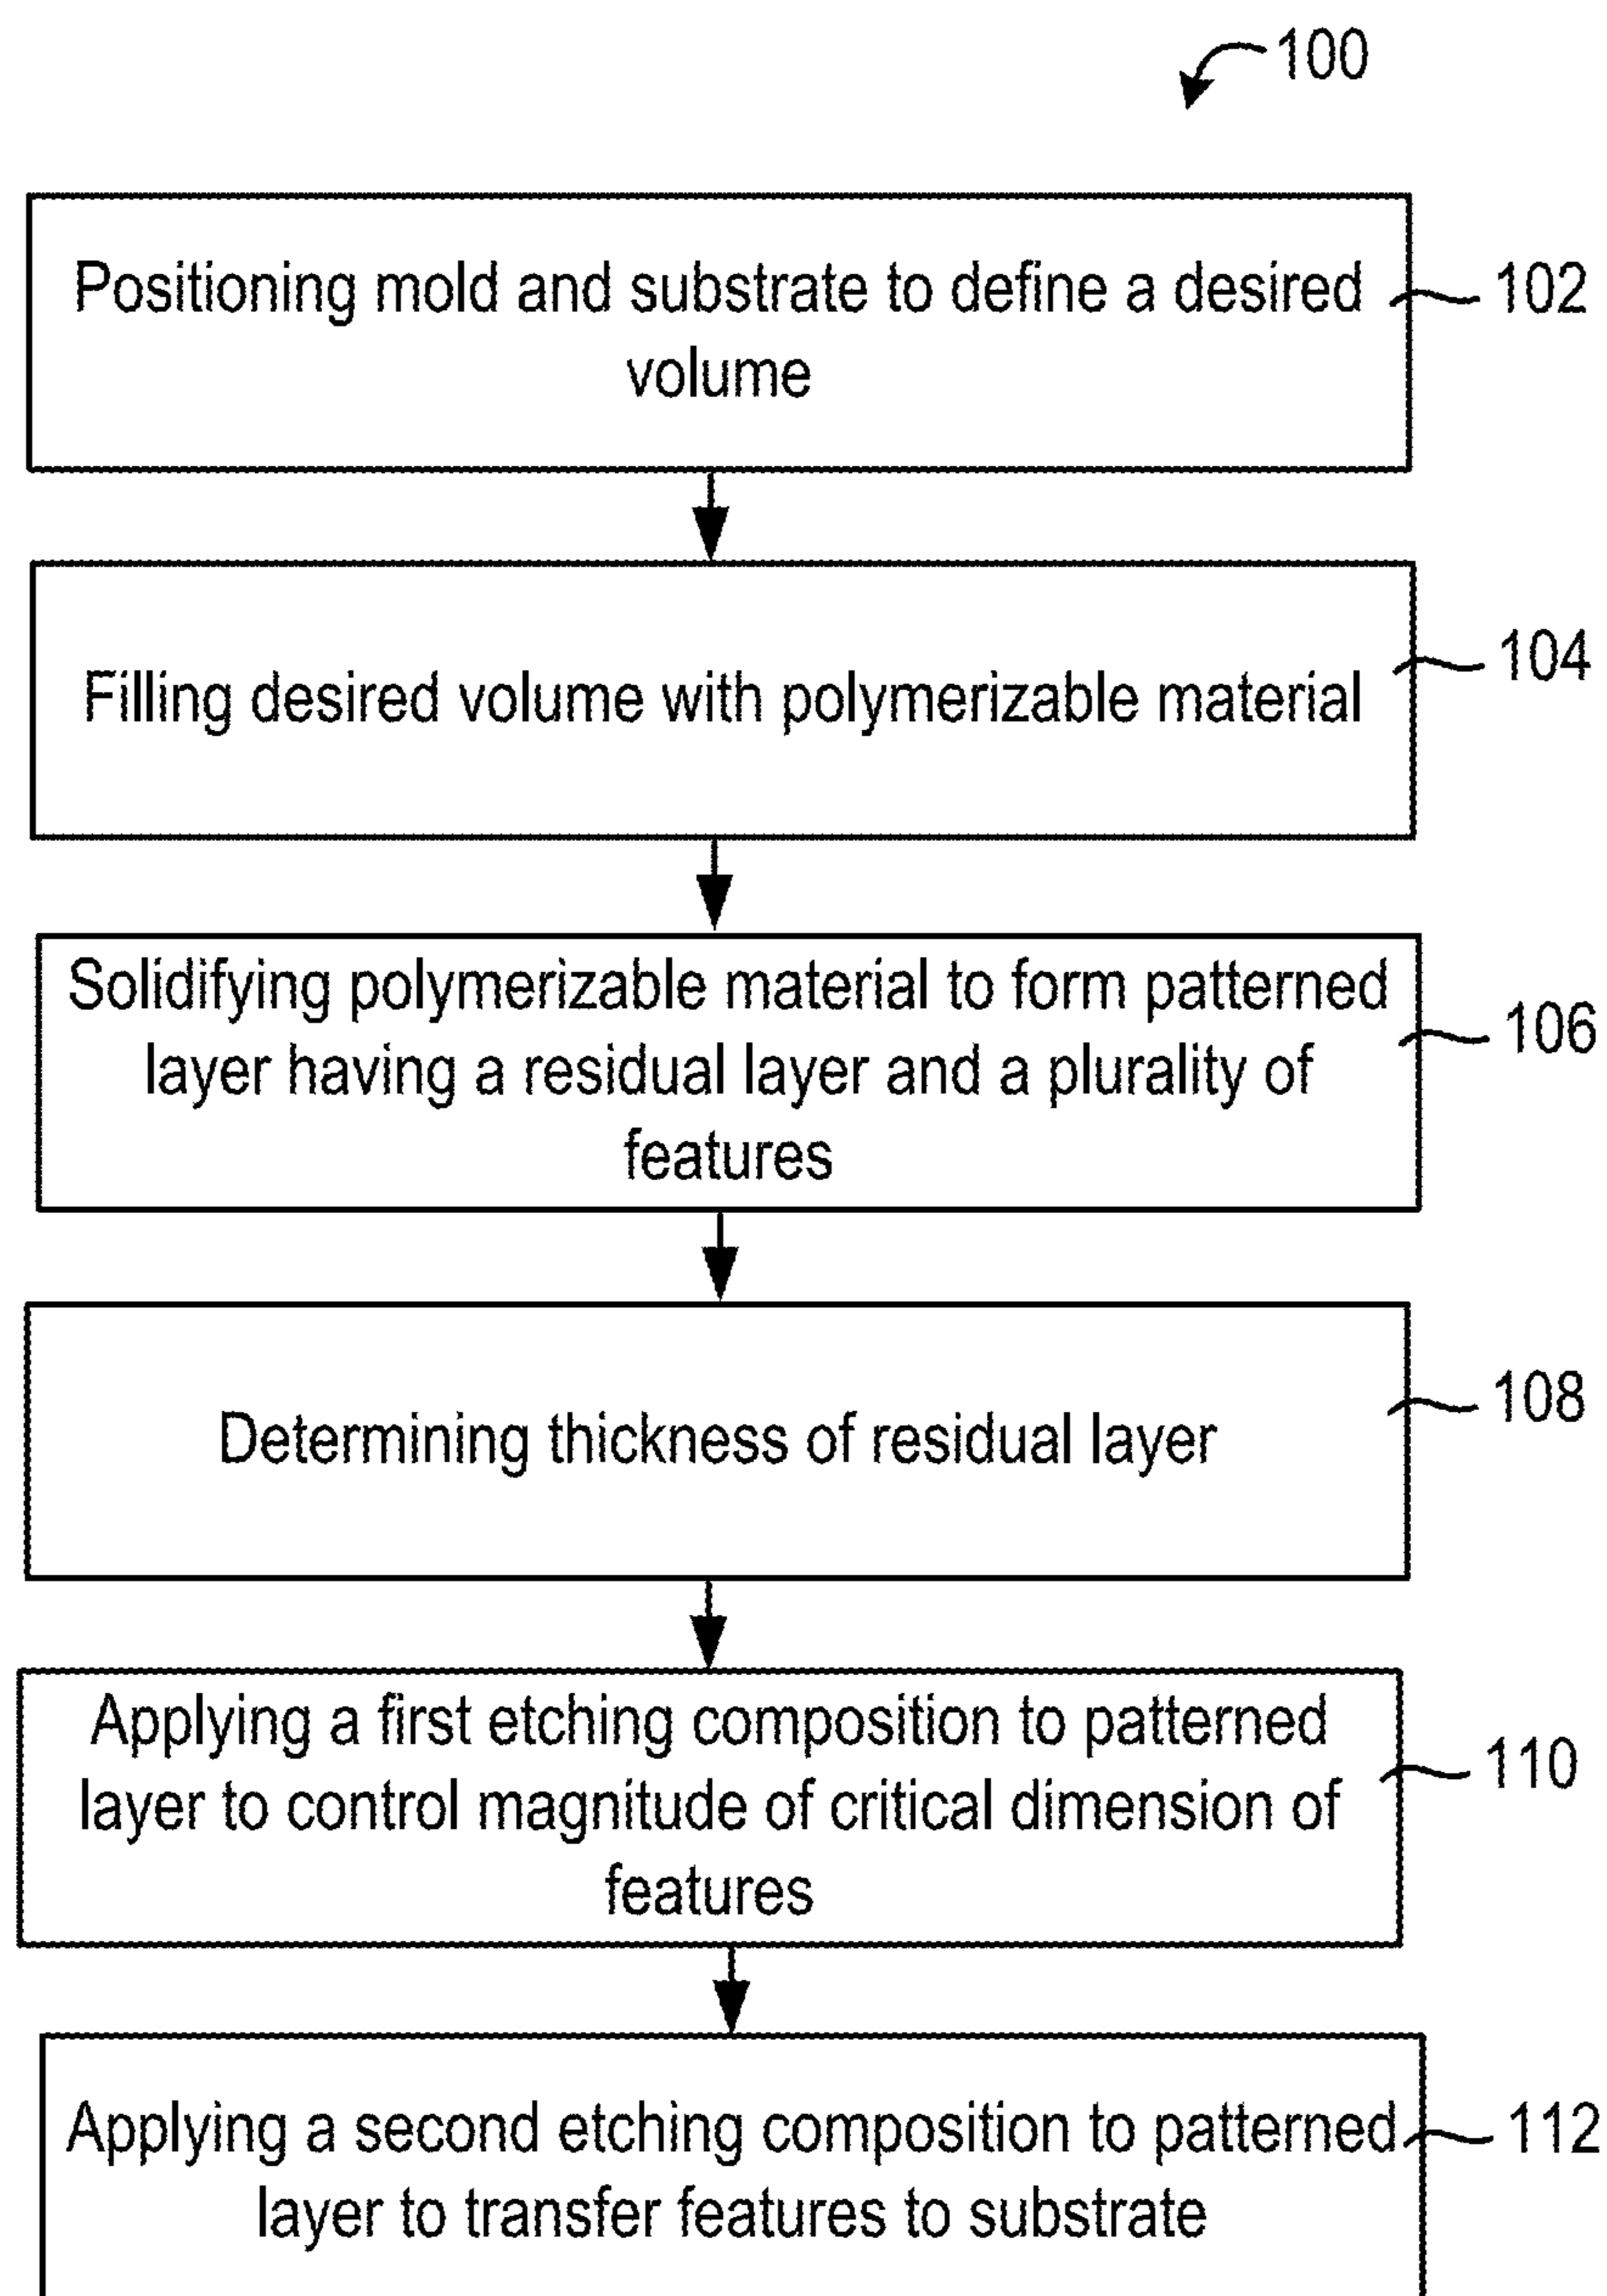 100
Positioning mold and substrate to define a desired
volume
102
Filling desired volume with polymerizable material
104
Solidifying polymerizable material to form patterned
layer having a residual layer and a plurality of
features
106
Determining thickness of residual layer
108
Applying a first etching composition to patterned
layer to control magnitude of critical dimension of
features
110
Applying a second etching composition to patterned
layer to transfer features to substrate
112